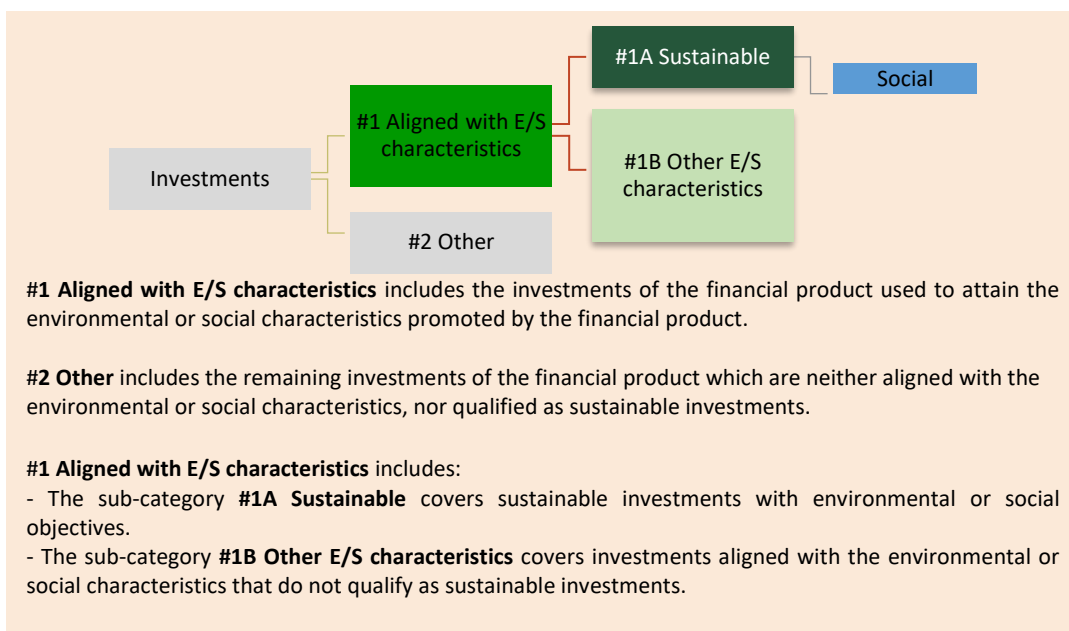 #1A Sustainable
Social
#1 Aligned with E/S
characteristics
#1B Other E/S
characteristics
Investments
#2 Other
#1 Aligned with E/S characteristics includes the investments of the financial product used to attain the
environmental or social characteristics promoted by the financial product.
#2 Other includes the remaining investments of the financial product which are neither aligned with the
environmental or social characteristics, nor qualified as sustainable investments.
#1 Aligned with E/S characteristics includes:
- The sub-category #1A Sustainable covers sustainable investments with environmental or social
objectives.
- The sub-category #1B Other E/S characteristics covers investments aligned with the environmental or
social characteristics that do not qualify as sustainable investments.